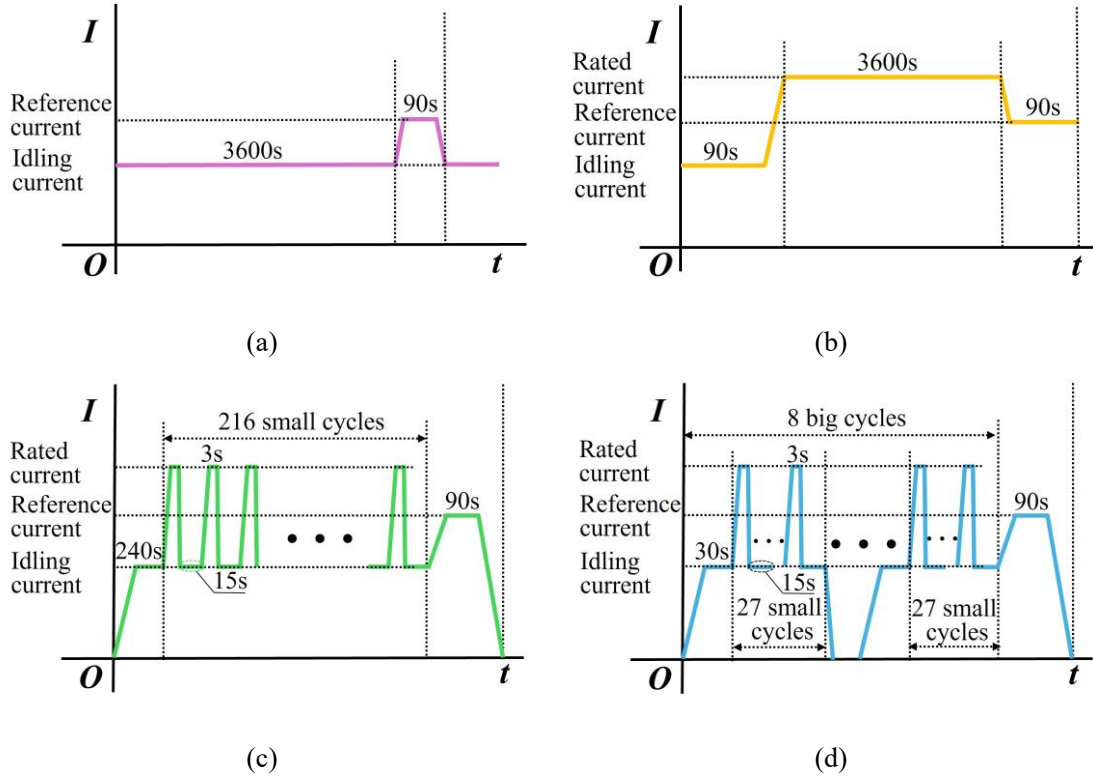 I
Reference
current
90s
Idling
current
3600s
O
t
(a)
I
Rated
current
3600s
Reference
current
90s
90s
Idling
current
O
t
(b)
I
216 small cycles
Rated
current
3s
Reference
current
90s
240s
Idling
current
15s
O
t
(c)
I
8 big cycles
Rated
current
3s
Reference
current
90s
30s
Idling
current
15s
27 small
cycles
27 small
cycles
O
t
(d)